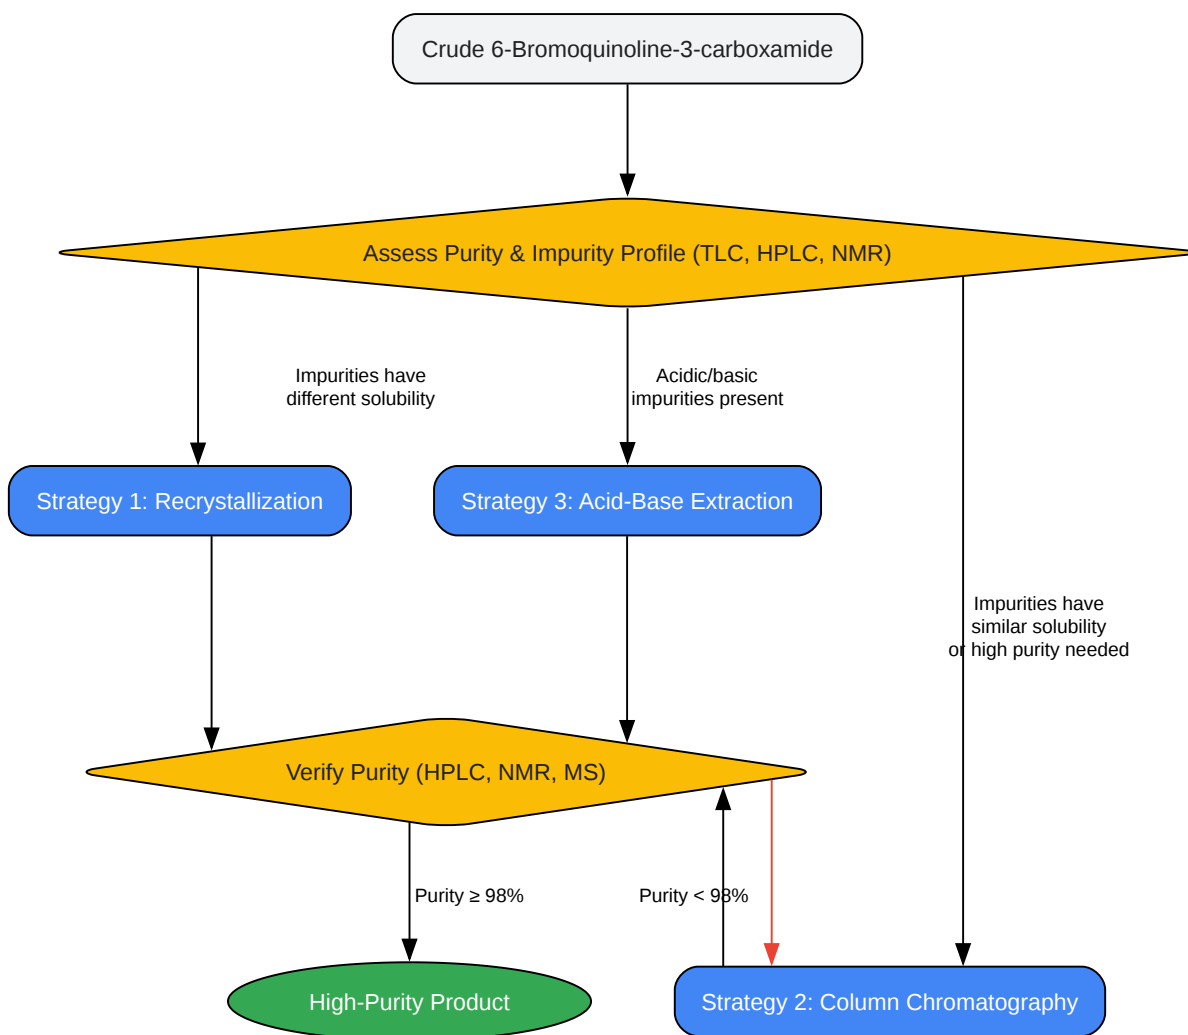 Crude 6-Bromoquinoline-3-carboxamide
Assess Purity & Impurity Profile (TLC, HPLC, NMR)
Impurities have
different solubility
Acidic/basic
impurities present
Strategy 1: Recrystallization
Strategy 3: Acid-Base Extraction
Impurities have
similar solubility
or high purity needed
Verify Purity (HPLC, NMR, MS)
Purity ≥ 98%
Purity < 98%
High-Purity Product
Strategy 2: Column Chromatography